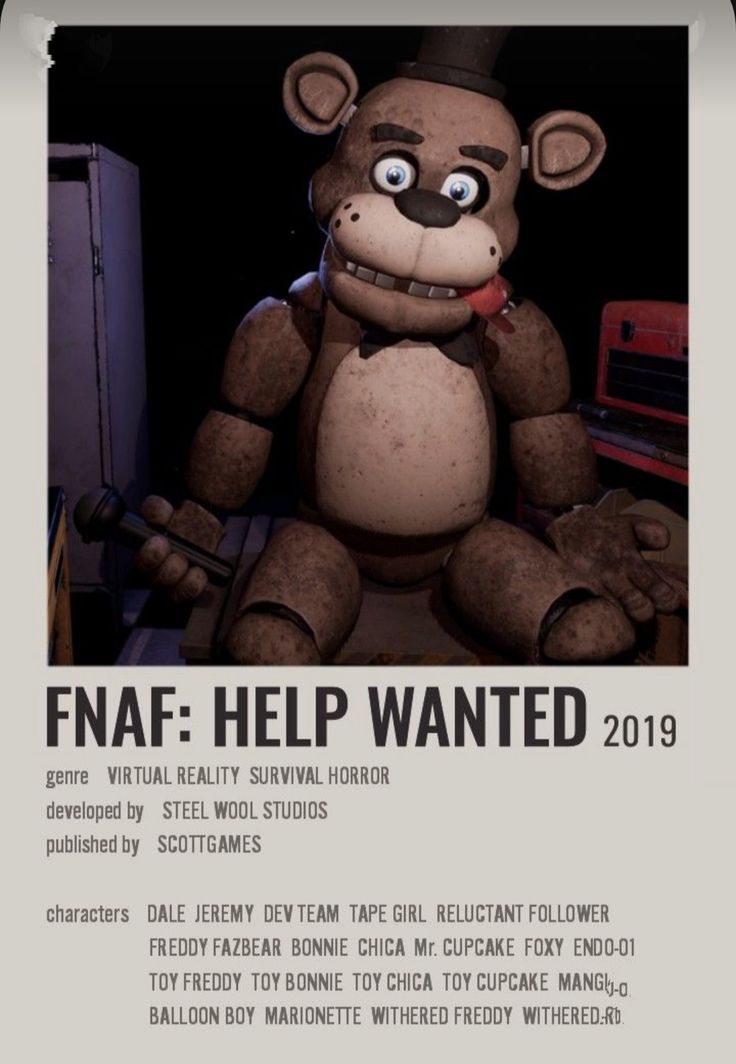 FNAF: HELP WANTED 2019
genre VIRTUAL REALITY SURVIVAL HORROR
developed by STEEL WOOL STUDIOS
published by SCOTTGAMES
characters DALE JEREMY DEV TEAM TAPE GIRL RELUCTANT FOLLOWER
FREDDY FAZBEAR BONNIE CHICA Mr. CUPCAKE FOXY ENDO-01
TOY FREDDY TOY BONNIE TOY CHICA TOY CUPCAKE
BALLOON BOY MARIONETTE WITHERED FREDDY